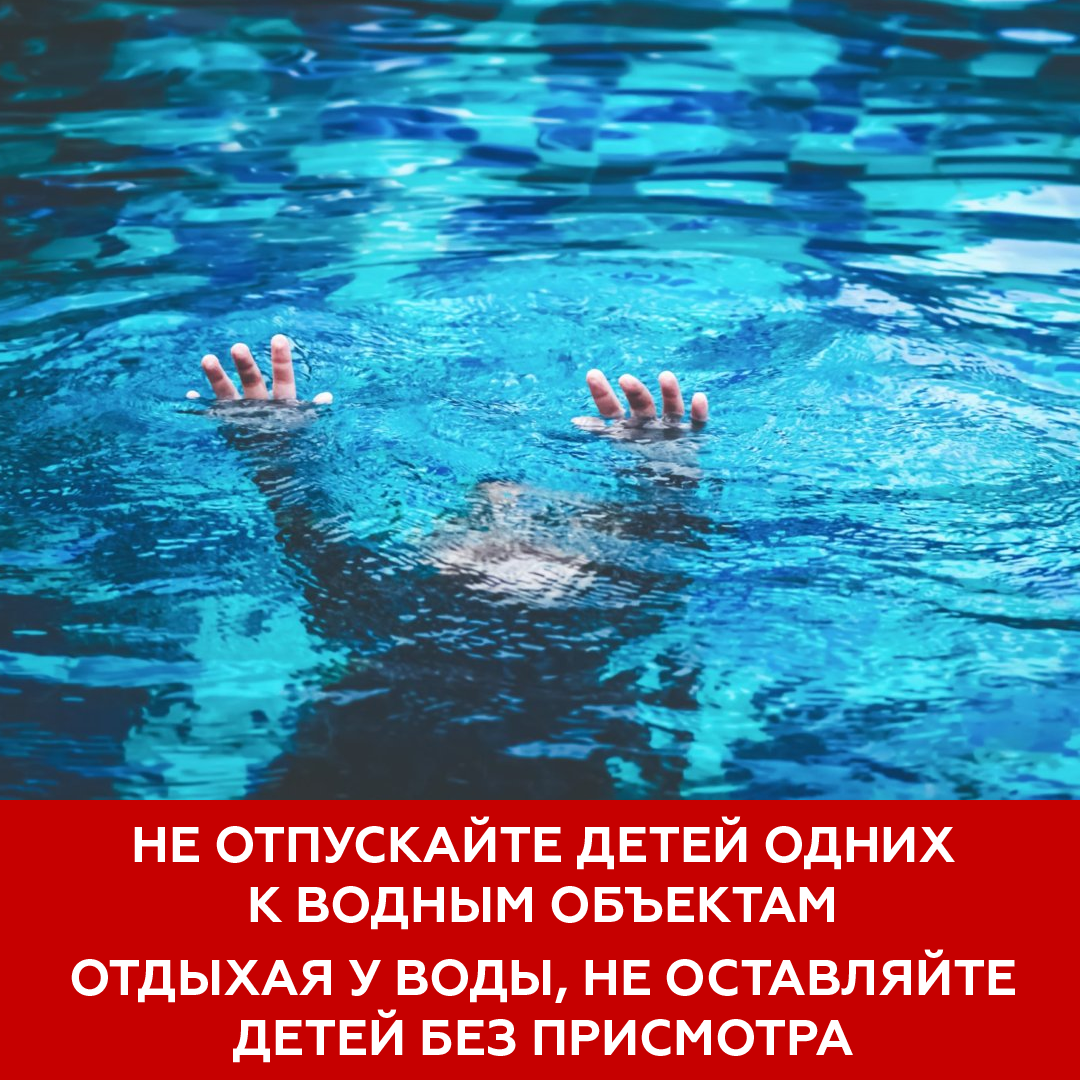 НЕ ОТПУСКАЙТЕ ДЕТЕЙ ОДНИХ
К ВОДНЫМ ОБЪЕКТАМ
ОТДЫХАЯ У ВОДЫ, НЕ ОСТАВЛЯЙТЕ
ДЕТЕЙ БЕЗ ПРИСМОТРА